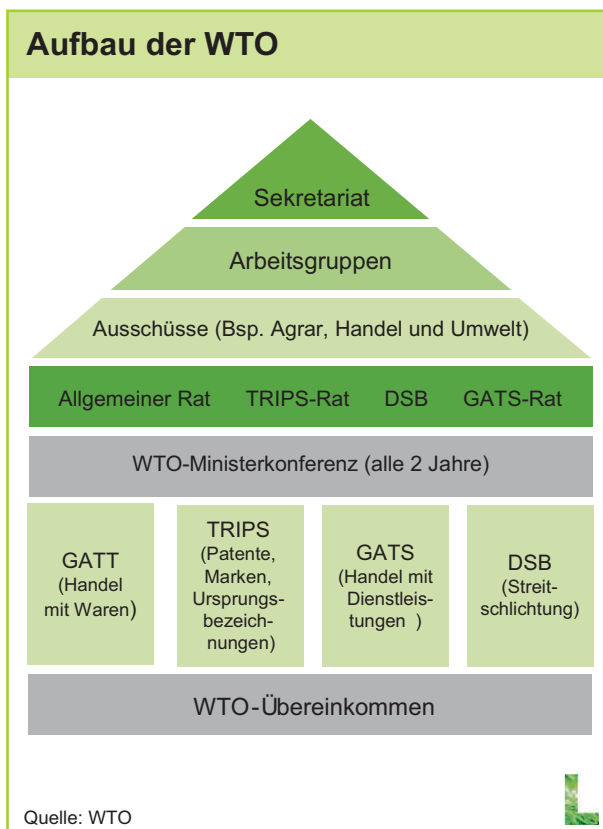 Aufbau der WTO
Sekretariat
Arbeitsgruppen
Ausschüsse (Bsp. Agrar, Handel und Umwelt)
Allgemeiner Rat TRIPS-Rat DSB GATS-Rat
WTO-Ministerkonferenz (alle 2 Jahre)
GATT
(Handel
mit Waren)
TRIPS
(Patente,
Marken,
Ursprungs-
bezeich-
nungen)
GATS
(Handel mit
Dienstleis-
tungen )
DSB
(Streit-
schlichtung)
WTO-Übereinkommen
Quelle: WTO
L